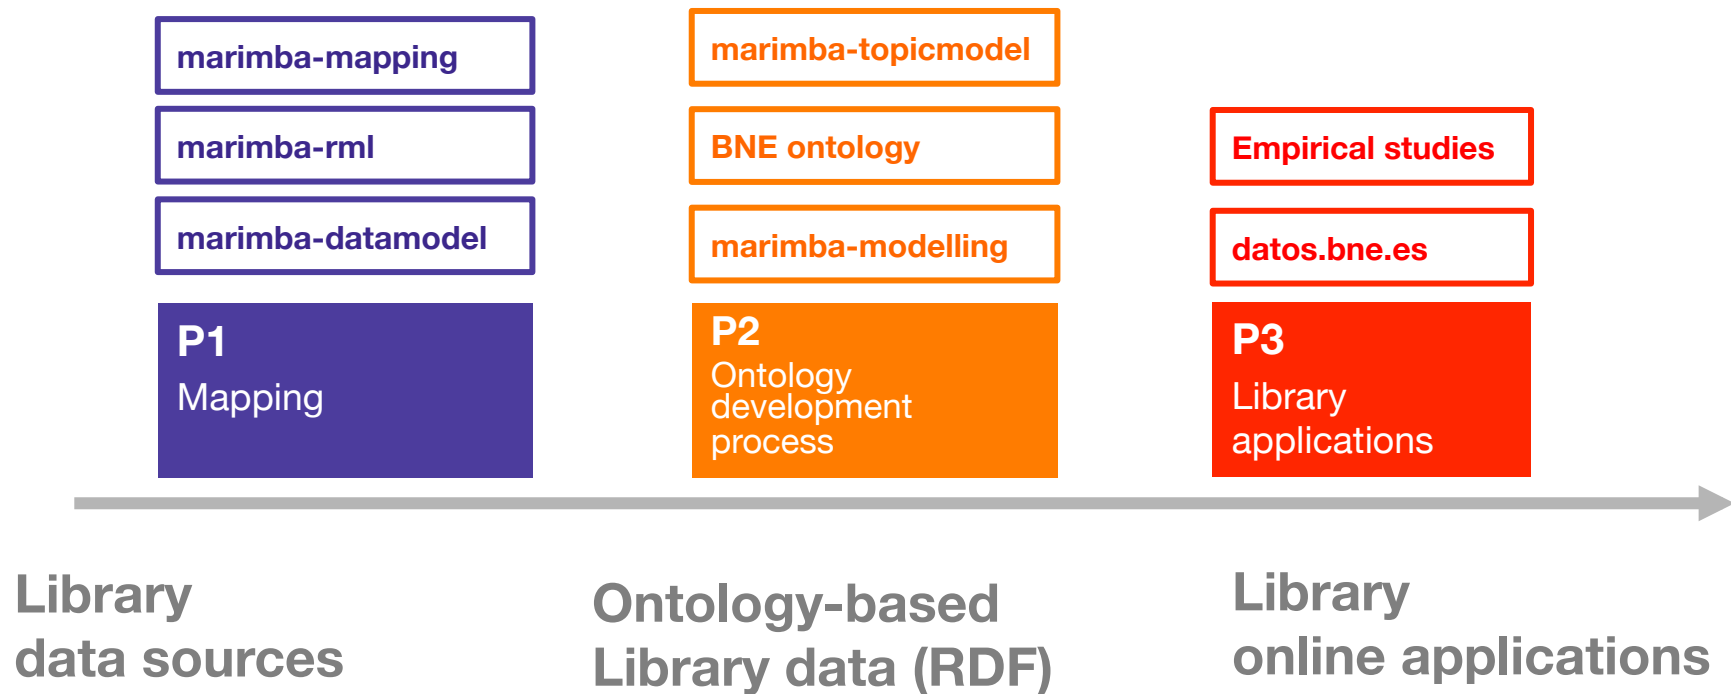 marimba-mapping
marimba-rml
marimba-datamodel
P1
Mapping
marimba-topicmodel
BNE ontology
marimba-modelling
P2
Ontology
development
process
Empirical studies
datos.bne.es
P3
Library
applications
Library
data sources
Ontology-based
Library data (RDF)
Library
online applications